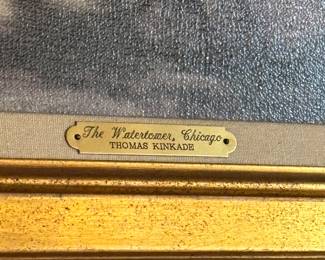 The Watertower, Chicago
THOMAS KINKADE